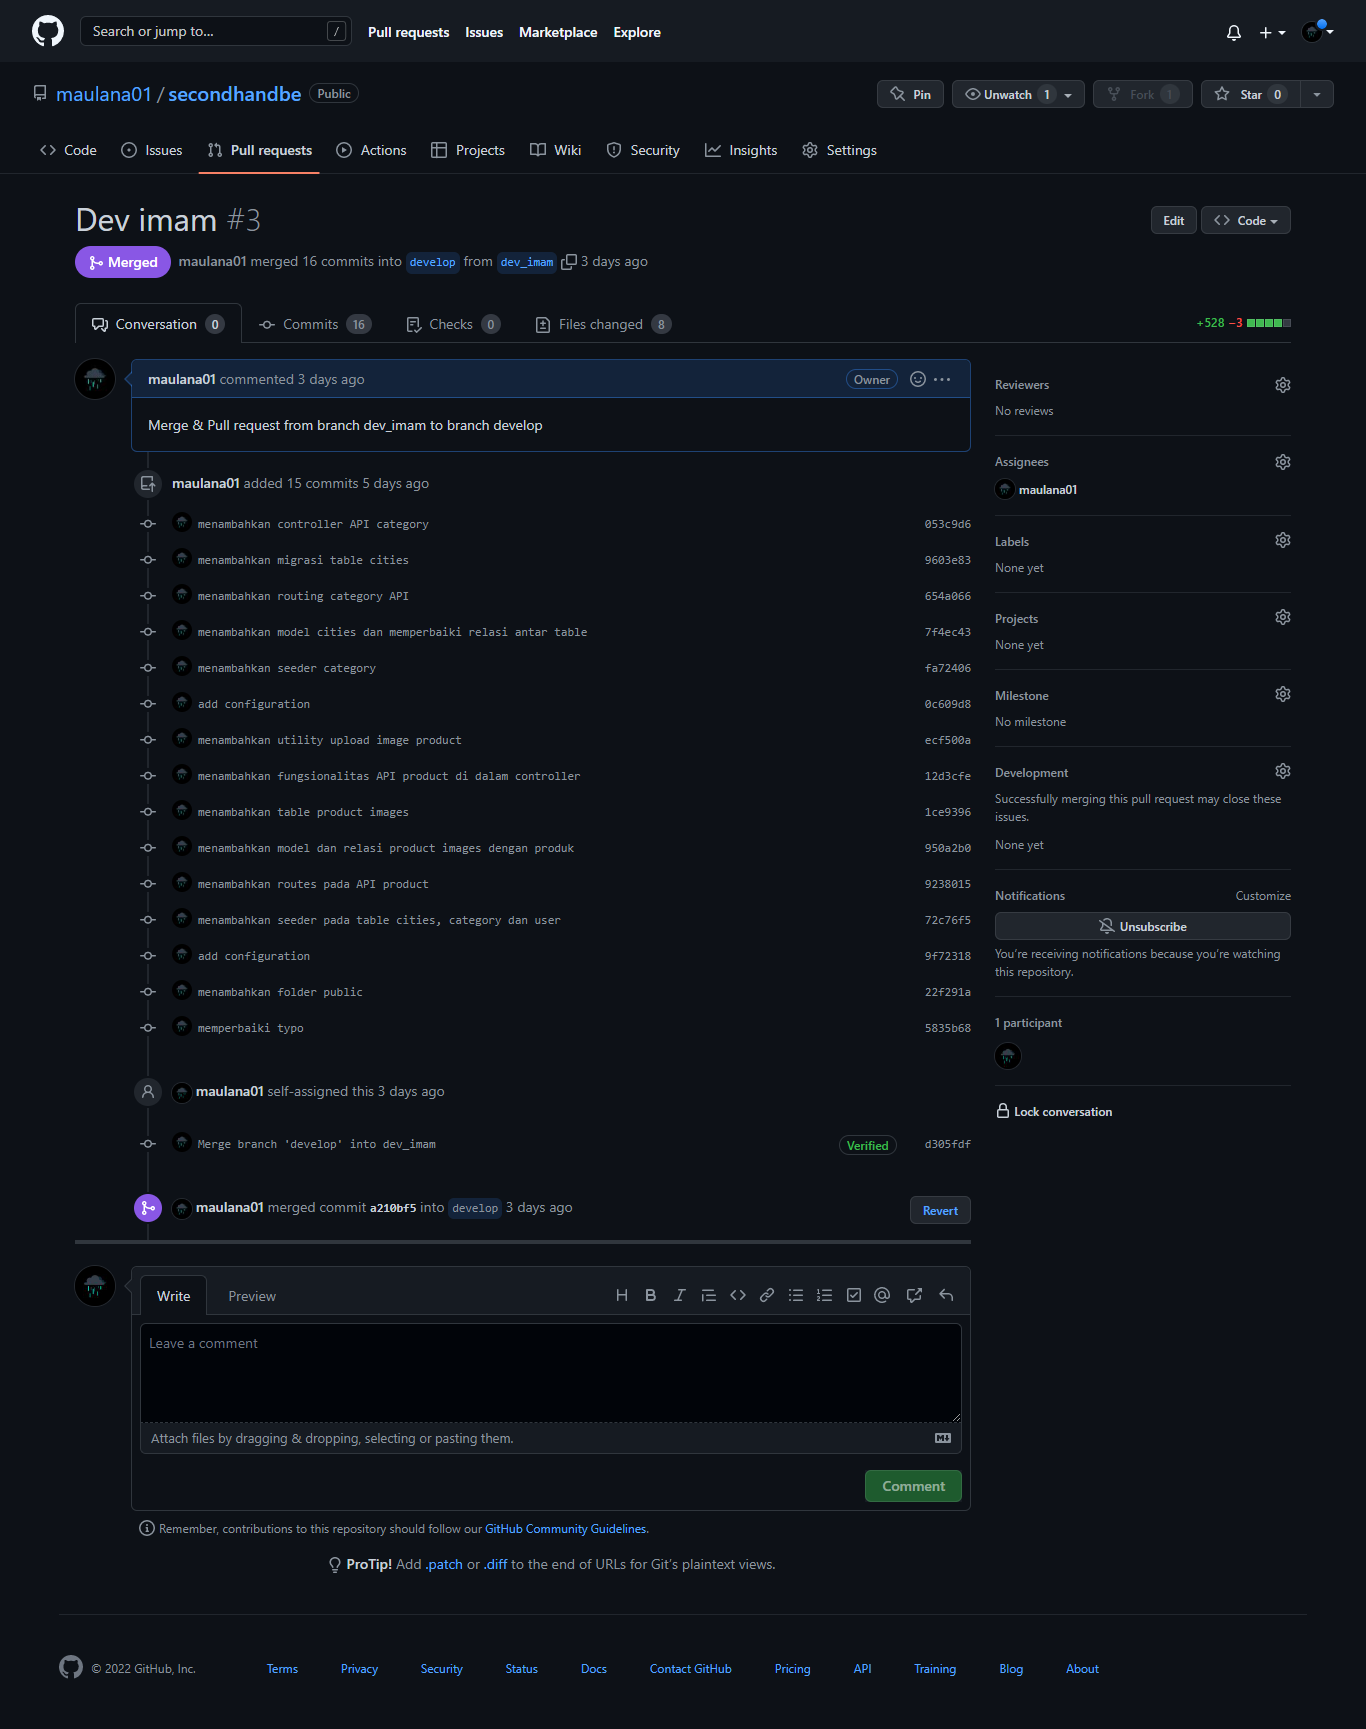 Search or jump to... /
Pull requests Issues Marketplace Explore
maulana01 / secondhandbe Public
Pin Unwatch 1 Fork 1 Star 0
Code Issues Pull requests Actions Projects Wiki Security Insights Settings
Dev imam #3
Edit Code
Merged maulana01 merged 16 commits into develop from dev_imam 3 days ago
Conversation 0 Commits 16 Checks 0 Files changed 8
+528 −3
maulana01 commented 3 days ago Owner
Merge & Pull request from branch dev_imam to branch develop
maulana01 added 15 commits 5 days ago
menambahkan controller API category 053c9d6
menambahkan migrasi table cities 9603e83
menambahkan routing category API 654a066
menambahkan model cities dan memperbaiki relasi antar table 7f4ec43
menambahkan seeder category fa72406
add configuration 0c609d8
menambahkan utility upload image product ecf500a
menambahkan fungsionalitas API product di dalam controller 12d3cfe
menambahkan table product images 1ce9396
menambahkan model dan relasi product images dengan produk 950a2b0
menambahkan routes pada API product 9238015
menambahkan seeder pada table cities, category dan user 72c76f5
add configuration 9f72318
menambahkan folder public 22f291a
memperbaiki typo 5835b68
maulana01 self-assigned this 3 days ago
Merge branch 'develop' into dev_imam Verified d305fdf
maulana01 merged commit a210bf5 into develop 3 days ago
Revert
Reviewers
No reviews
Assignees
maulana01
Labels
None yet
Projects
None yet
Milestone
No milestone
Development
Successfully merging this pull request may close these
issues.
None yet
Notifications Customize
Unsubscribe
You're receiving notifications because you're watching
this repository.
1 participant
Lock conversation
Write Preview
Leave a comment
Attach files by dragging & dropping, selecting or pasting them.
Comment
Remember, contributions to this repository should follow our GitHub Community Guidelines.
ProTip! Add .patch or .diff to the end of URLs for Git's plaintext views.
© 2022 GitHub, Inc. Terms Privacy Security Status Docs Contact GitHub Pricing API Training Blog About